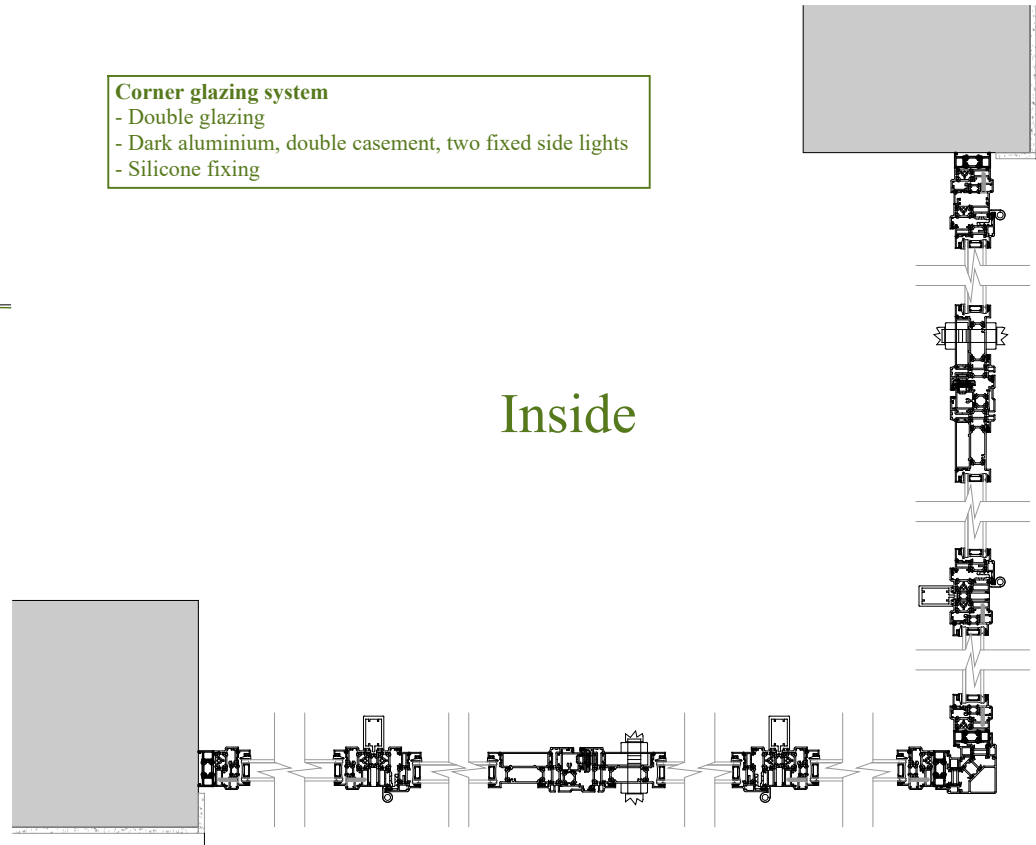 Corner glazing system
- Double glazing
- Dark aluminium, double casement, two fixed side lights
- Silicone fixing
Inside